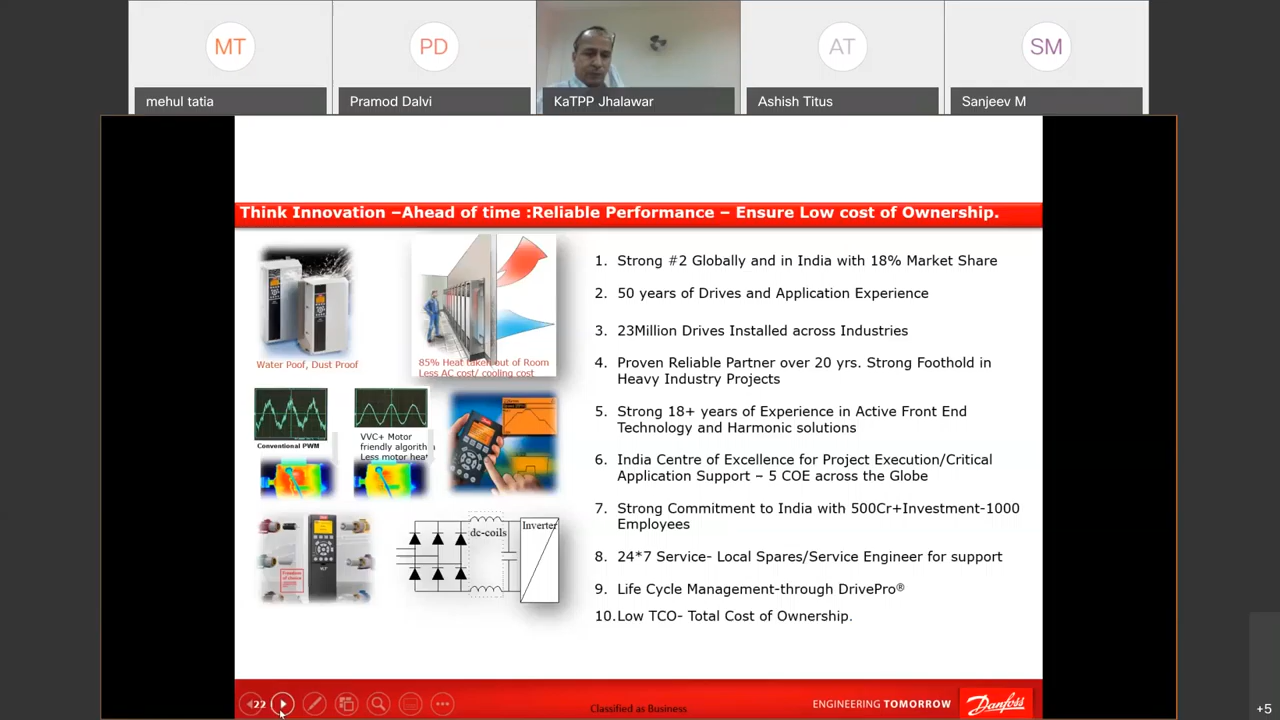 MT
PD
AT
SM
mehul tatia
Pramod Dalvi
KaTPP Jhalawar
Ashish Titus
Sanjeev M
Think Innovation –Ahead of time :Reliable Performance – Ensure Low cost of Ownership.
Water Poof, Dust Proof
85% Heat taken out of Room
Less AC cost/ cooling cost
Conventional PWM
VVC+ Motor
friendly algorith
Less motor heat
dc-coils
Inverter
1. Strong #2 Globally and in India with 18% Market Share
2. 50 years of Drives and Application Experience
3. 23Million Drives Installed across Industries
4. Proven Reliable Partner over 20 yrs. Strong Foothold in
Heavy Industry Projects
5. Strong 18+ years of Experience in Active Front End
Technology and Harmonic solutions
6. India Centre of Excellence for Project Execution/Critical
Application Support – 5 COE across the Globe
7. Strong Commitment to India with 500Cr+Investment-1000
Employees
8. 24*7 Service- Local Spares/Service Engineer for support
9. Life Cycle Management-through DrivePro®
10. Low TCO- Total Cost of Ownership.
22
Classified as Business
ENGINEERING TOMORROW
Danfoss
+5